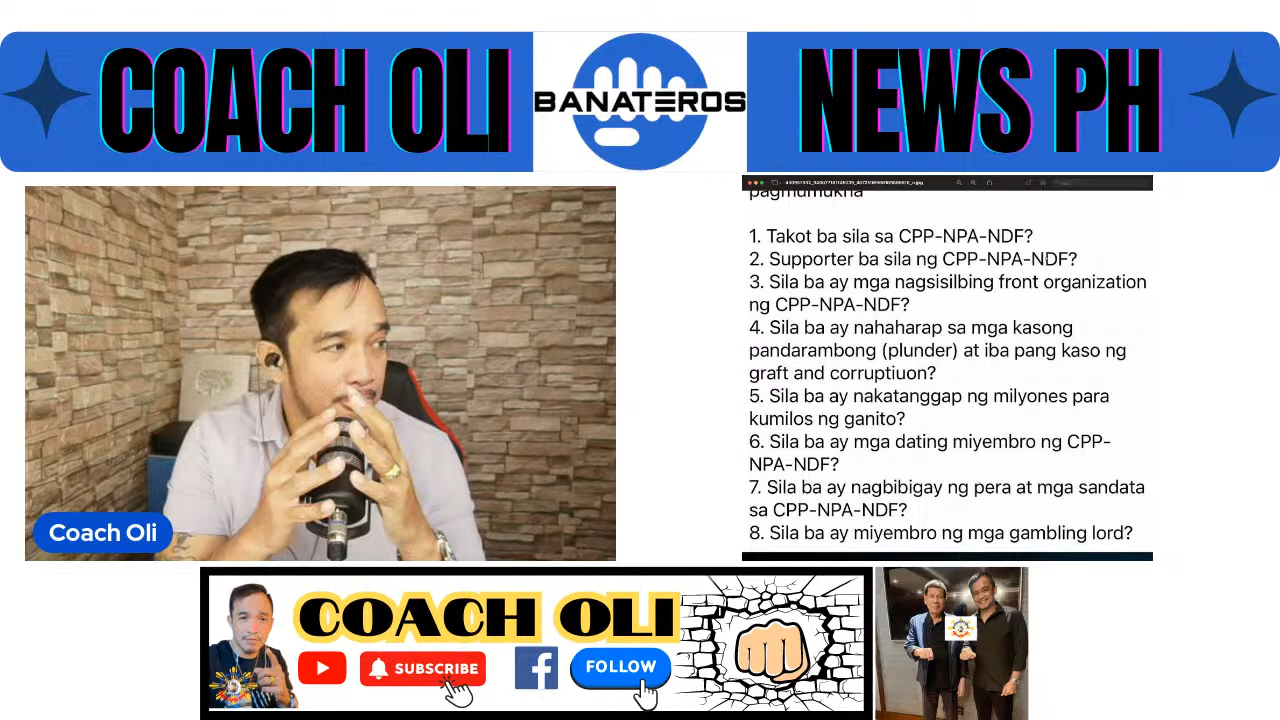 COACH OLI
BANATEROS
NEWS PH
pagmumukha
1. Takot ba sila sa CPP-NPA-NDF?
2. Supporter ba sila ng CPP-NPA-NDF?
3. Sila ba ay mga nagsisilbing front organization
ng CPP-NPA-NDF?
4. Sila ba ay nahaharap sa mga kasong
pandarambong (plunder) at iba pang kaso ng
graft and corruptiuon?
5. Sila ba ay nakatanggap ng milyones para
kumilos ng ganito?
6. Sila ba ay mga dating miyembro ng CPP-
NPA-NDF?
7. Sila ba ay nagbibigay ng pera at mga sandata
sa CPP-NPA-NDF?
8. Sila ba ay miyembro ng mga gambling lord?
Coach Oli
COACH OLI
SUBSCRIBE
FOLLOW